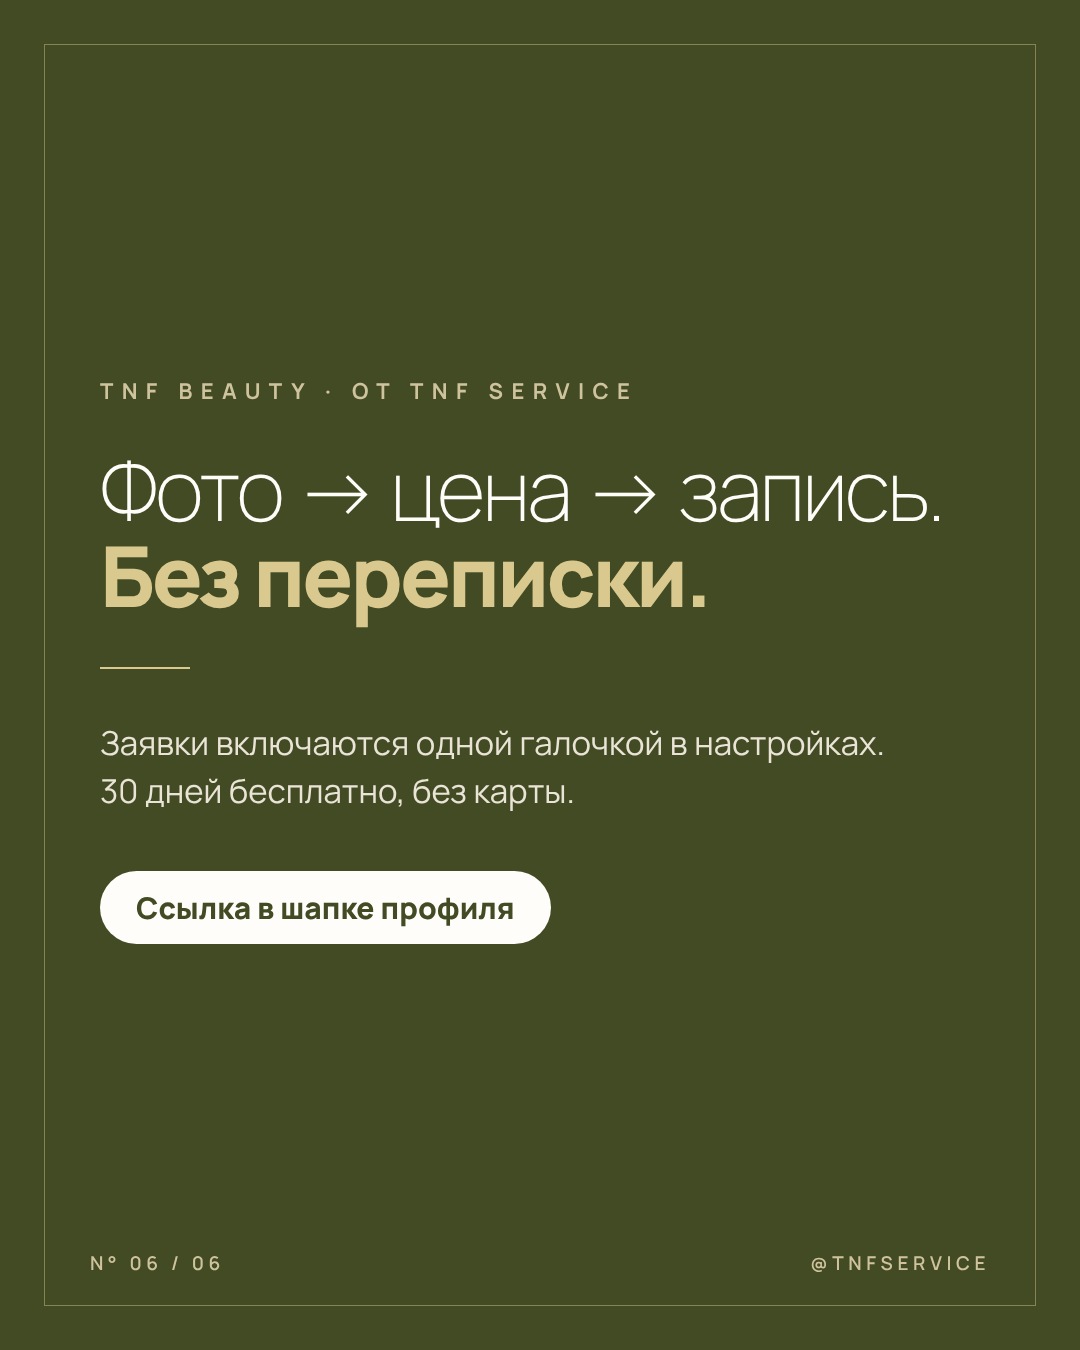 TNF BEAUTY · ОТ TNF SERVICE
Фото → цена → запись.
Без переписки.
Заявки включаются одной галочкой в настройках.
30 дней бесплатно, без карты.
Ссылка в шапке профиля
N° 06 / 06
@TNFSERVICE